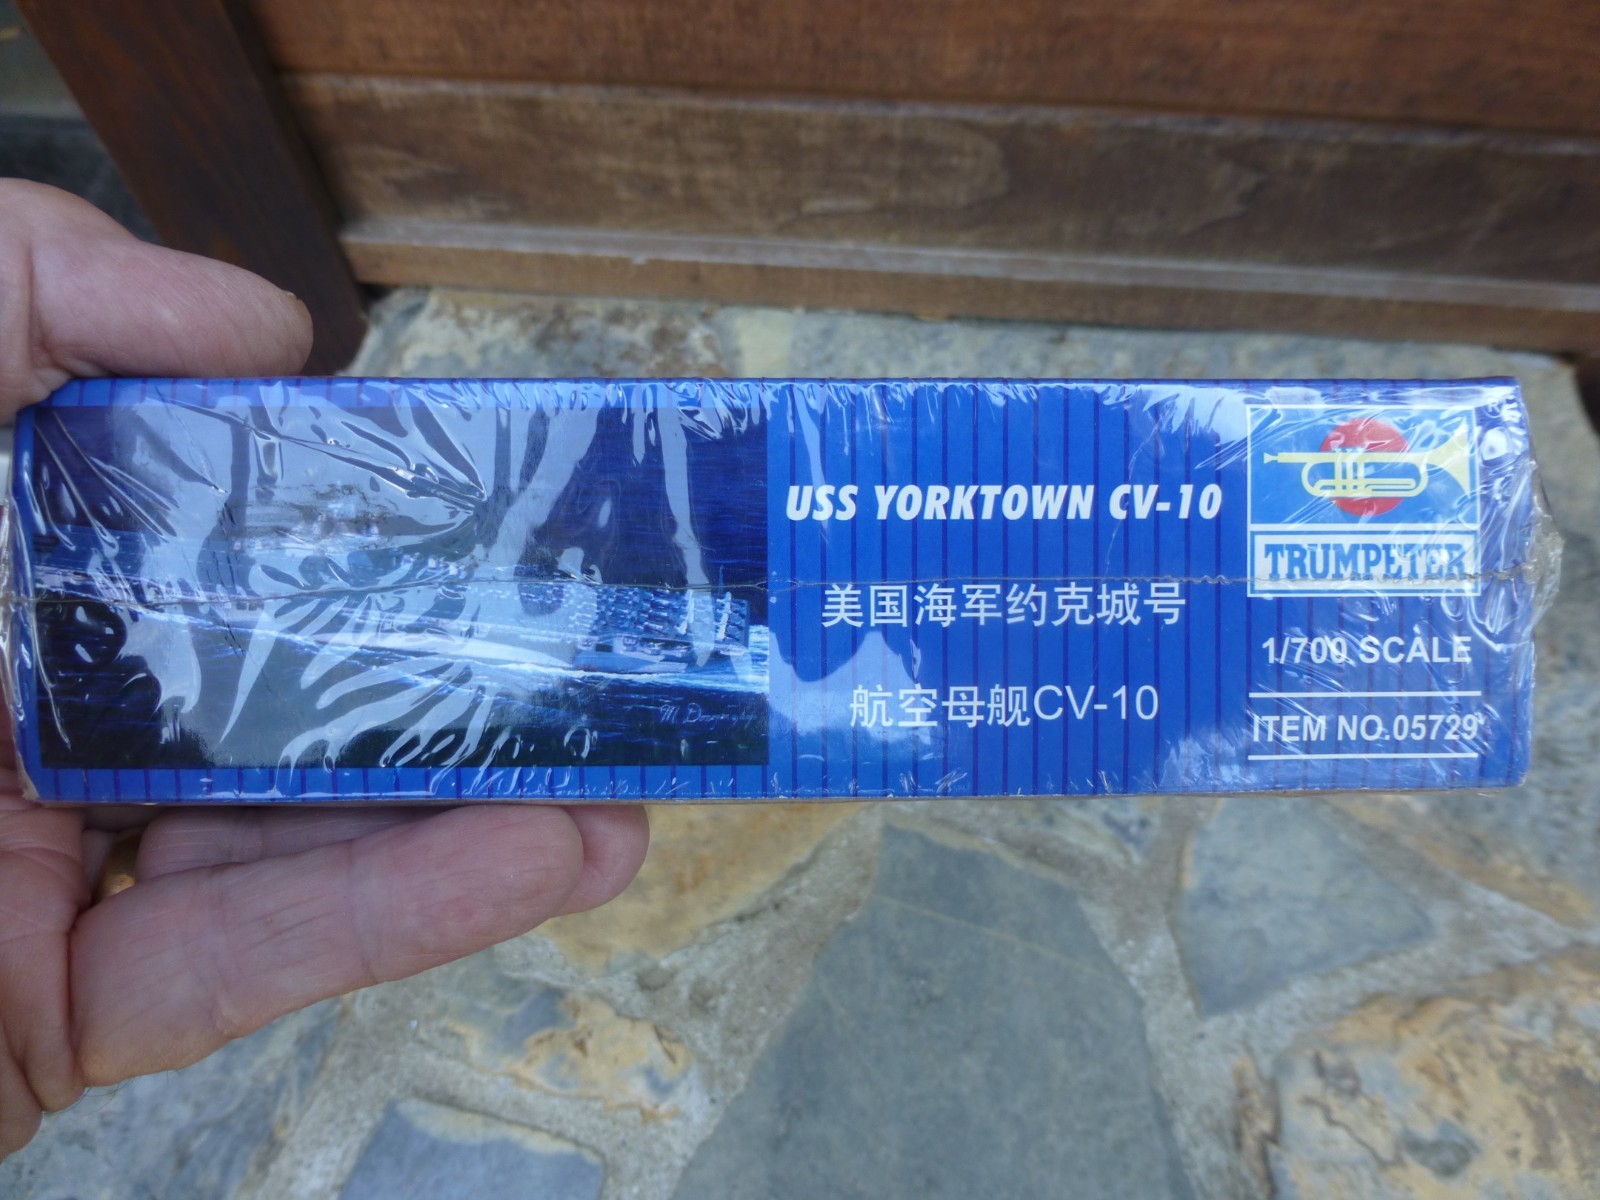 USS YORKTOWN CV-10
美国海军约克城号
航空母舰CV-10
TRUMPETER
1/700 SCALE
ITEM NO.05729